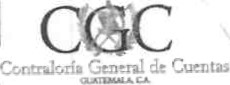 CGC
Contraloría General de Cuentas
GUATEMALA, C.A.